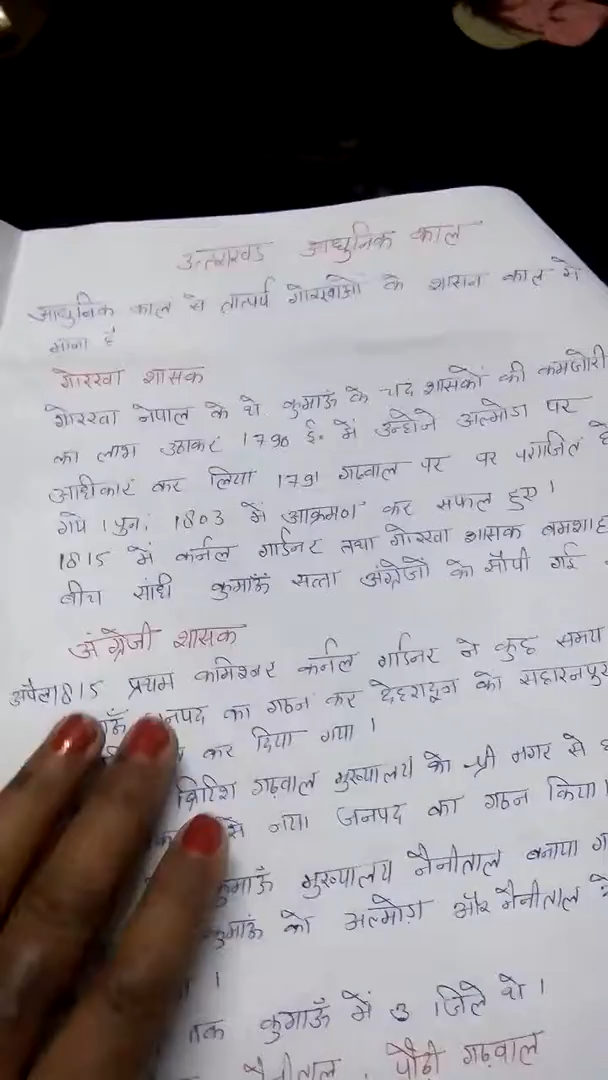 उत्तराखण्ड आधुनिक काल
आधुनिक काल से तात्पर्य गोरखाओं के शासन काल मे
माना है
गोरखा शासक
गोरखा नेपाल के थे कुमाऊँ के चंद शासकों की कमजोरी
का लाभ उठाकर 1790 ई. में उन्होने अल्मोड़ा पर
अधिकार कर लिया 1791 गढ़वाल पर पर पराजित हो
गये । पुनः 1803 में आक्रमण कर सफल हुए ।
1815 में कर्नल गार्डनर तथा गोरखा शासक बमशाह
बीच संधी कुमाऊँ सत्ता अंग्रेजों को सौपी गई
अंग्रेजी शासक
अप्रैल 1815 प्रथम कमिश्नर कर्नल गार्डनर ने कुछ समय
जनपद का गठन कर देहरादून को सहारनपुर
कर दिया गया ।
ब्रिटिश गढ़वाल मुख्यालय को श्री नगर से
से नया जनपद का गठन किया ।
कुमाऊँ मुख्यालय नैनीताल बनाया
कुमाऊं को अल्मोड़ा और नैनीताल
।
तक कुमाऊँ में 3 जिले थे ।
नैनीताल , पौढी गढ़वाल